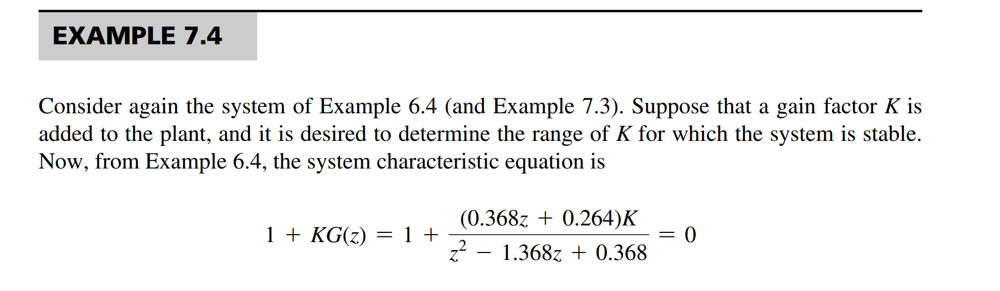 EXAMPLE 7.4
Consider again the system of Example 6.4 (and Example 7.3). Suppose that a gain factor K is
added to the plant, and it is desired to determine the range of K for which the system is stable.
Now, from Example 6.4, the system characteristic equation is
1 + KG(z) = 1 + \frac{(0.368z + 0.264)K}{z^2 − 1.368z + 0.368} = 0